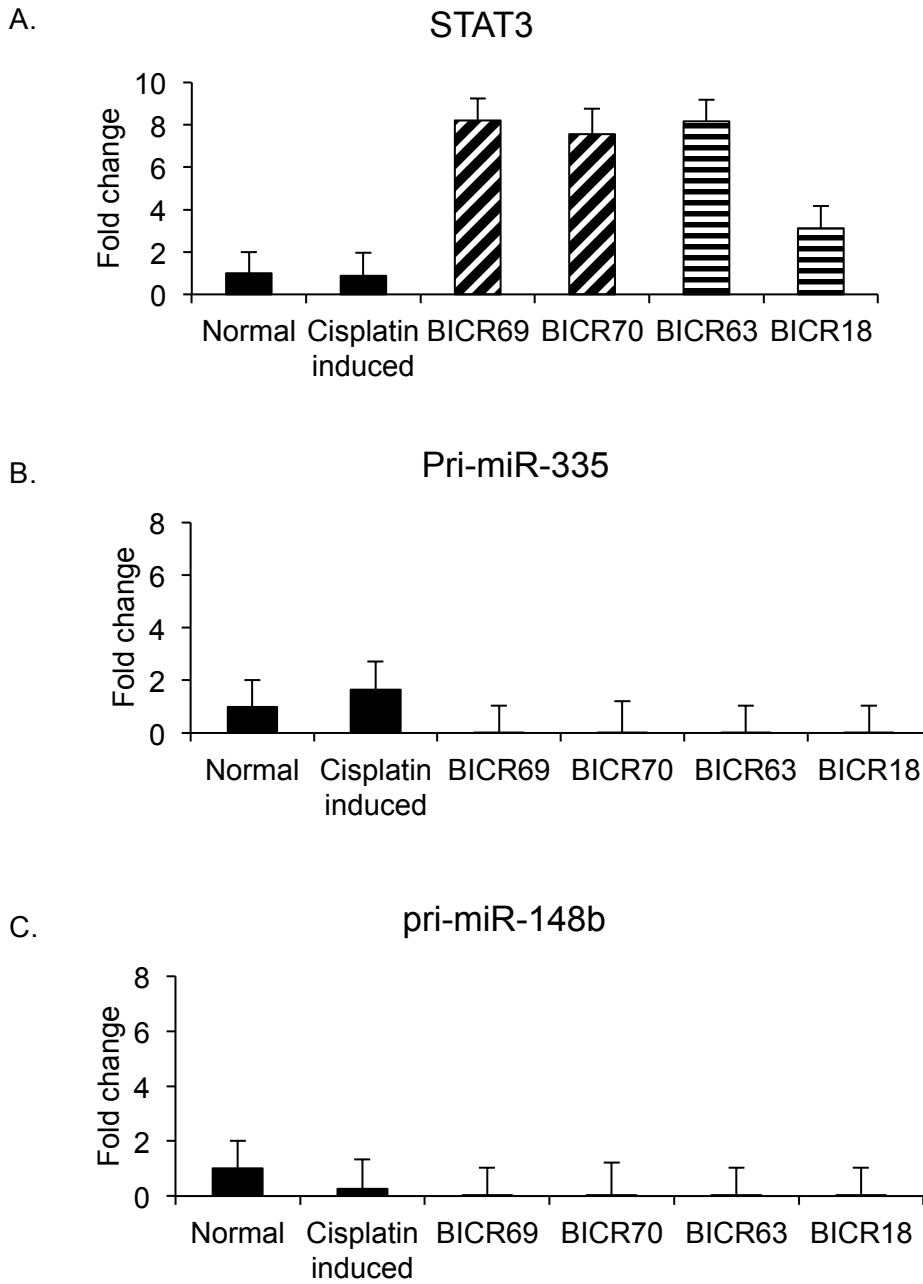 A.
STAT3
Fold change
10
8
6
4
2
0
Normal Cisplatin induced BICR69 BICR70 BICR63 BICR18
B.
Pri-miR-335
Fold change
8
6
4
2
0
Normal Cisplatin induced BICR69 BICR70 BICR63 BICR18
C.
pri-miR-148b
Fold change
8
6
4
2
0
Normal Cisplatin induced BICR69 BICR70 BICR63 BICR18